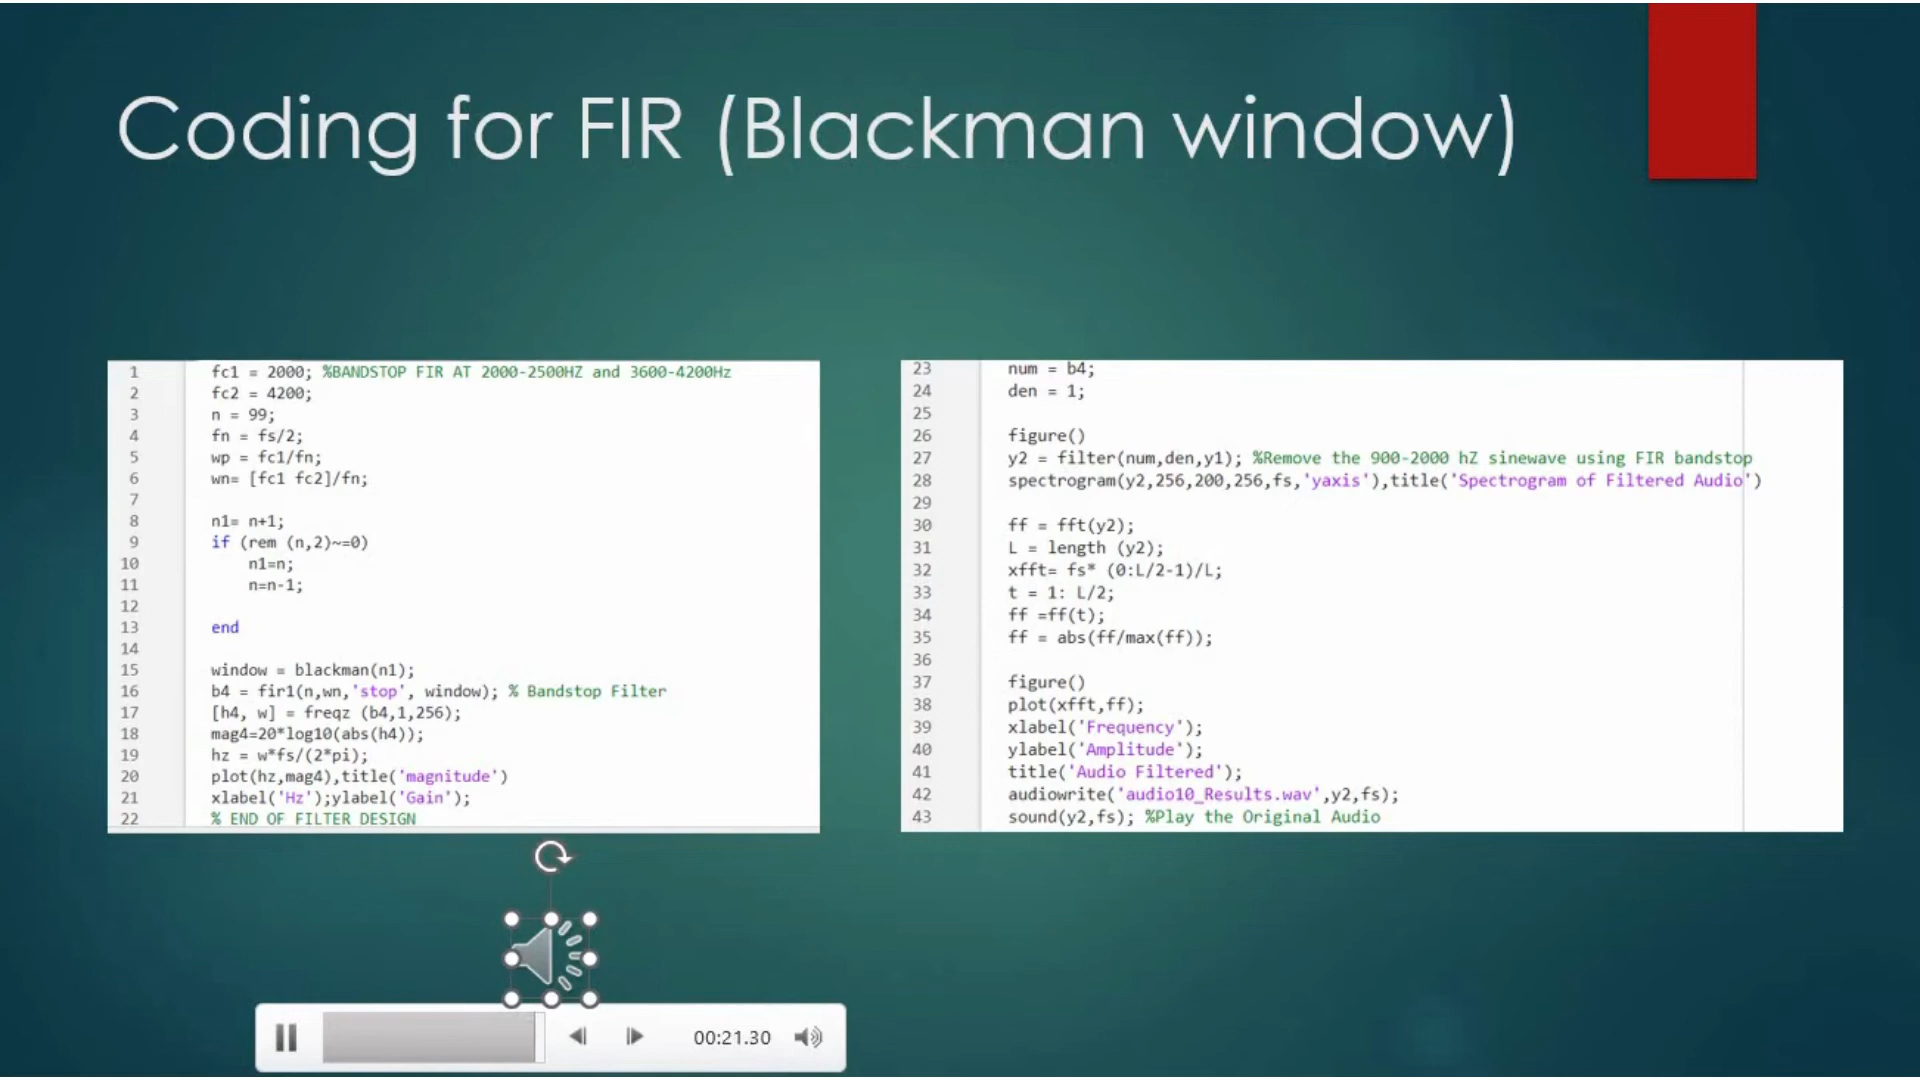 Coding for FIR (Blackman window)
1 fc1 = 2000; %BANDSTOP FIR AT 2000-2500HZ and 3600-4200Hz
2 fc2 = 4200;
3 n = 99;
4 fn = fs/2;
5 wp = fc1/fn;
6 wn= [fc1 fc2]/fn;
7
8 n1= n+1;
9 if (rem (n,2)~=0)
10 n1=n;
11 n=n-1;
12
13 end
14
15 window = blackman(n1);
16 b4 = fir1(n,wn,'stop', window); % Bandstop Filter
17 [h4, w] = freqz (b4,1,256);
18 mag4=20*log10(abs(h4));
19 hz = w*fs/(2*pi);
20 plot(hz,mag4),title('magnitude')
21 xlabel('Hz');ylabel('Gain');
22 % END OF FILTER DESIGN
23 num = b4;
24 den = 1;
25
26 figure()
27 y2 = filter(num,den,y1); %Remove the 900-2000 hZ sinewave using FIR bandstop
28 spectrogram(y2,256,200,256,fs,'yaxis'),title('Spectrogram of Filtered Audio')
29
30 ff = fft(y2);
31 L = length (y2);
32 xfft= fs* (0:L/2-1)/L;
33 t = 1: L/2;
34 ff =ff(t);
35 ff = abs(ff/max(ff));
36
37 figure()
38 plot(xfft,ff);
39 xlabel('Frequency');
40 ylabel('Amplitude');
41 title('Audio Filtered');
42 audiowrite('audio10_Results.wav',y2,fs);
43 sound(y2,fs); %Play the Original Audio
00:21.30